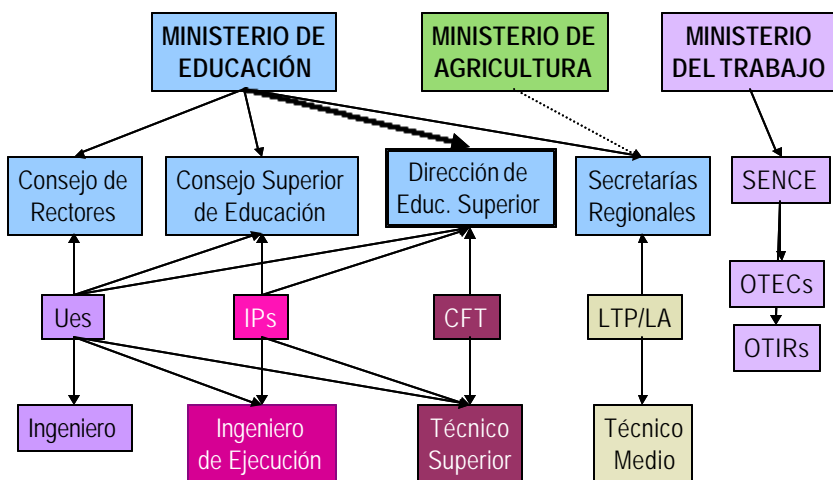 MINISTERIO DE
EDUCACIÓN
MINISTERIO DE
AGRICULTURA
MINISTERIO
DEL TRABAJO
Consejo de
Rectores
Consejo Superior
de Educación
Dirección de
Educ. Superior
Secretarías
Regionales
SENCE
Ues
IPs
CFT
LTP/LA
OTECs
OTIRs
Ingeniero
Ingeniero
de Ejecución
Técnico
Superior
Técnico
Medio